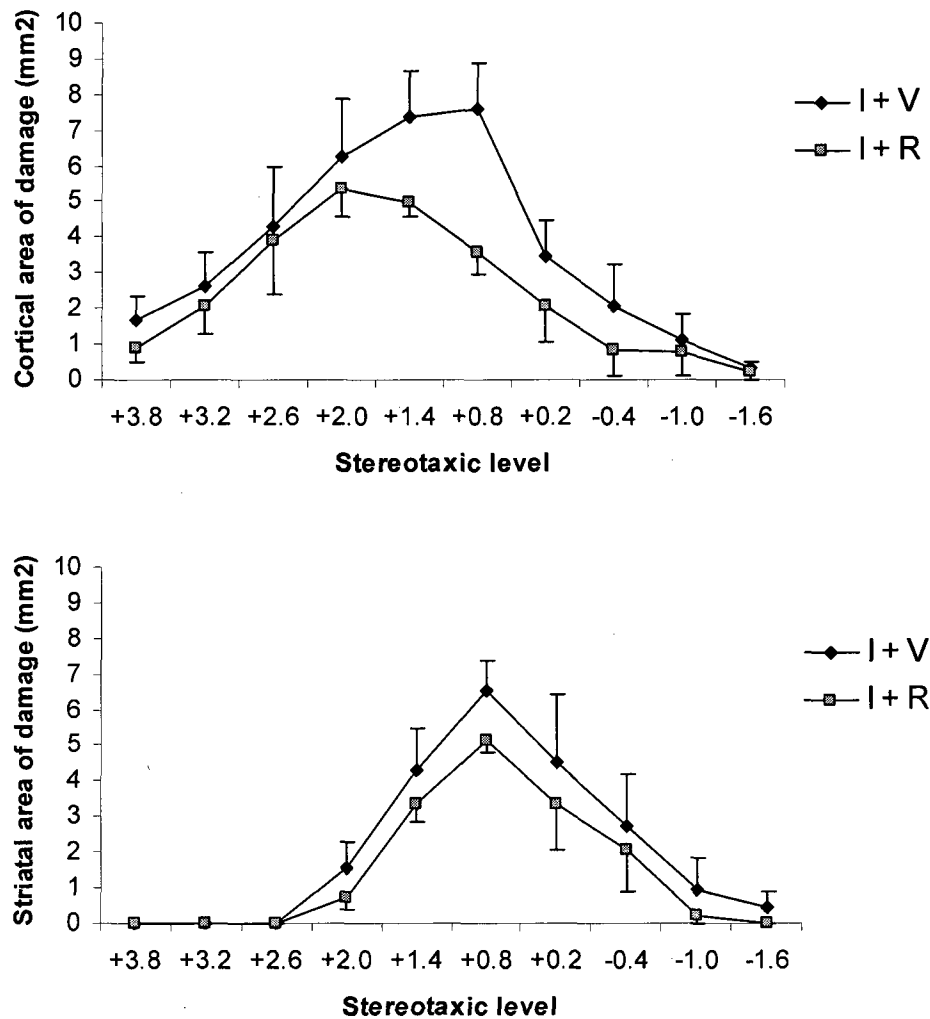 Cortical area of damage (mm2)
10
9
8
7
6
5
4
3
2
1
0
+3.8 +3.2 +2.6 +2.0 +1.4 +0.8 +0.2 -0.4 -1.0 -1.6
Stereotaxic level
I + V
I + R
Striatal area of damage (mm2)
10
9
8
7
6
5
4
3
2
1
0
+3.8 +3.2 +2.6 +2.0 +1.4 +0.8 +0.2 -0.4 -1.0 -1.6
Stereotaxic level
I + V
I + R